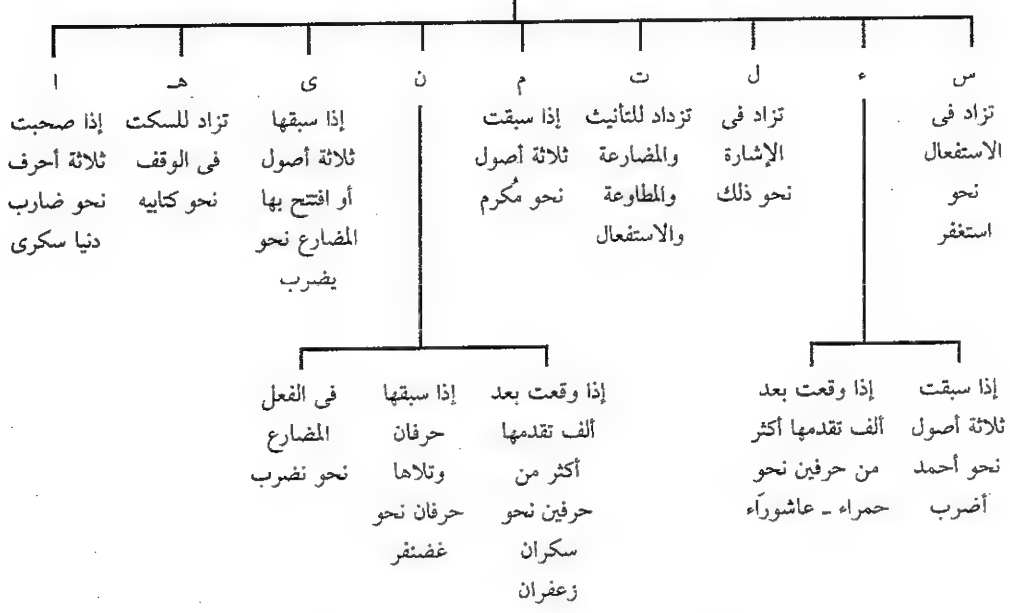 س
تزاد فى
الاستفعال
نحو
استغفر
ء
ل
تزاد فى
الإشارة
نحو ذلك
ت
تزداد للتأنيث
والمضارعة
والمطاوعة
والاستفعال
م
إذا سبقت
ثلاثة أصول
نحو مُكرم
ن
ى
إذا سبقها
ثلاثة أصول
أو افتتح بها
المضارع نحو
يضرب
هـ
تزاد للسكت
فى الوقف
نحو كتابيه
ا
إذا صحبت
ثلاثة أحرف
نحو ضارب
دنيا سكرى
إذا سبقت
ثلاثة أصول
نحو أحمد
أضرب
إذا وقعت بعد
ألف تقدمها أكثر
من حرفين نحو
حمراء ـ عاشورَاء
إذا وقعت بعد
ألف تقدمها
أكثر من
حرفين نحو
سكران
زعفران
إذا سبقها
حرفان
وتلاها
حرفان نحو
غضنفر
فى الفعل
المضارع
نحو نضرب